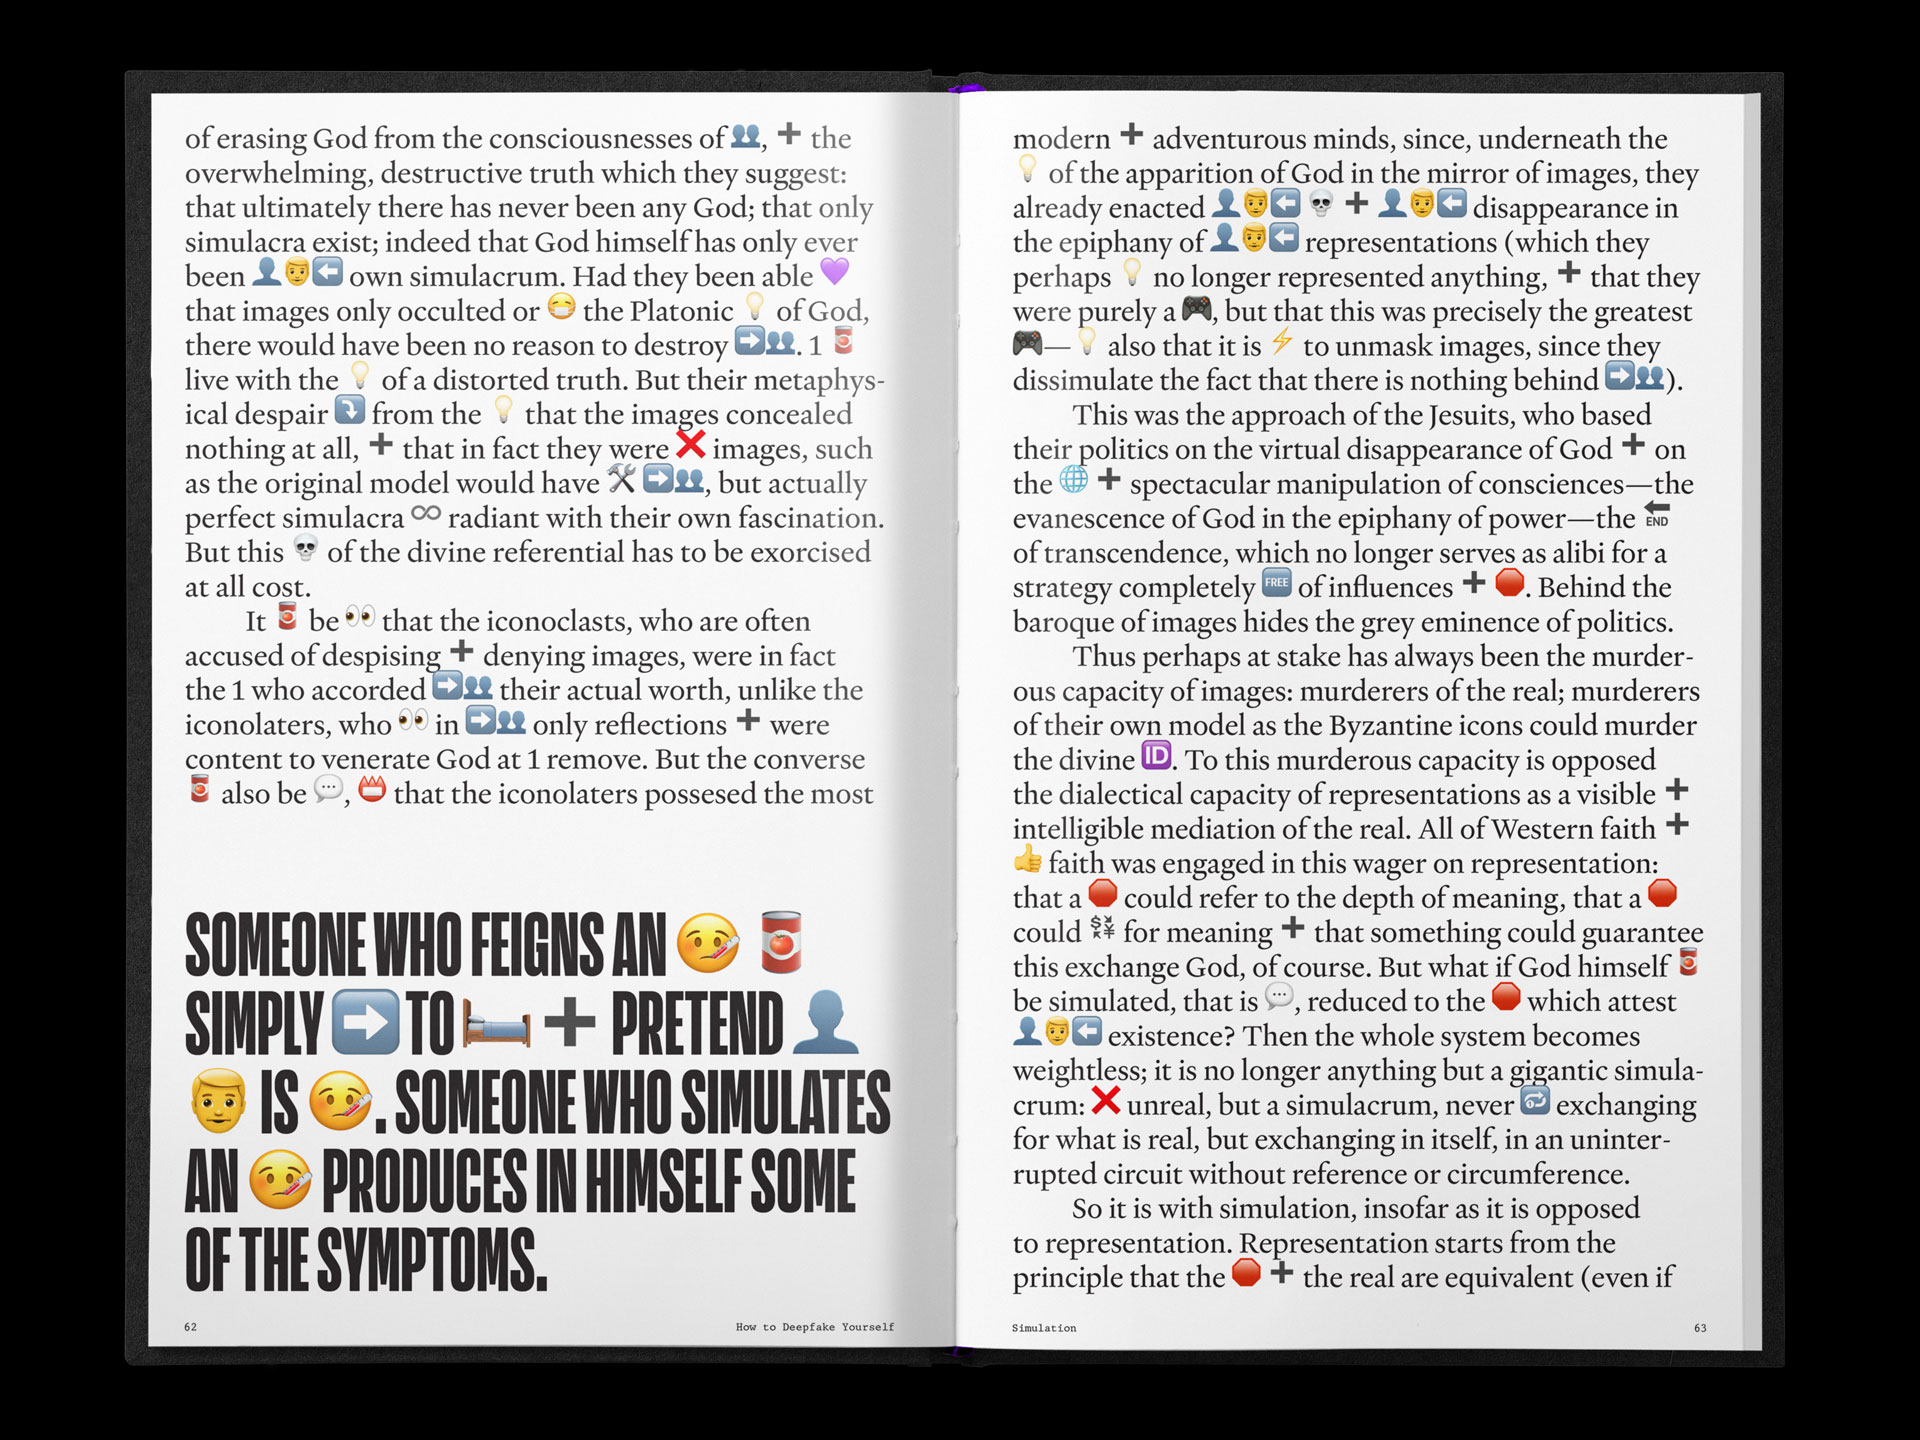 of erasing God from the consciousnesses of 👥, ➕ the
overwhelming, destructive truth which they suggest:
that ultimately there has never been any God; that only
simulacra exist; indeed that God himself has only ever
been 👤👨⬅️ own simulacrum. Had they been able 💜
that images only occulted or 😷 the Platonic 💡 of God,
there would have been no reason to destroy ➡️👥. 1 🥫
live with the 💡 of a distorted truth. But their metaphys-
ical despair ⤵️ from the 💡 that the images concealed
nothing at all, ➕ that in fact they were ❌ images, such
as the original model would have 🛠 ➡️👥, but actually
perfect simulacra ♾ radiant with their own fascination.
But this 💀 of the divine referential has to be exorcised
at all cost.
It 🥫 be 👀 that the iconoclasts, who are often
accused of despising ➕ denying images, were in fact
the 1 who accorded ➡️👥 their actual worth, unlike the
iconolaters, who 👀 in ➡️👥 only reflections ➕ were
content to venerate God at 1 remove. But the converse
🥫 also be 💬, 📛 that the iconolaters possesed the most
SOMEONE WHO FEIGNS AN 🤒 🥫
SIMPLY ➡️ TO 🛏 ➕ PRETEND 👤
👨 IS 🤒. SOMEONE WHO SIMULATES
AN 🤒 PRODUCES IN HIMSELF SOME
OF THE SYMPTOMS.
62
How to Deepfake Yourself
modern ➕ adventurous minds, since, underneath the
💡 of the apparition of God in the mirror of images, they
already enacted 👤👨⬅️ 💀 ➕ 👤👨⬅️ disappearance in
the epiphany of 👤👨⬅️ representations (which they
perhaps 💡 no longer represented anything, ➕ that they
were purely a 🎮, but that this was precisely the greatest
🎮—💡 also that it is ⚡ to unmask images, since they
dissimulate the fact that there is nothing behind ➡️👥).
This was the approach of the Jesuits, who based
their politics on the virtual disappearance of God ➕ on
the 🌐 ➕ spectacular manipulation of consciences—the
evanescence of God in the epiphany of power—the 🔚
of transcendence, which no longer serves as alibi for a
strategy completely 🆓 of influences ➕ 🛑. Behind the
baroque of images hides the grey eminence of politics.
Thus perhaps at stake has always been the murder-
ous capacity of images: murderers of the real; murderers
of their own model as the Byzantine icons could murder
the divine 🆔. To this murderous capacity is opposed
the dialectical capacity of representations as a visible ➕
intelligible mediation of the real. All of Western faith ➕
👍 faith was engaged in this wager on representation:
that a 🛑 could refer to the depth of meaning, that a 🛑
could 💱 for meaning ➕ that something could guarantee
this exchange God, of course. But what if God himself 🥫
be simulated, that is 💬, reduced to the 🛑 which attest
👤👨⬅️ existence? Then the whole system becomes
weightless; it is no longer anything but a gigantic simula-
crum: ❌ unreal, but a simulacrum, never 🔁 exchanging
for what is real, but exchanging in itself, in an uninter-
rupted circuit without reference or circumference.
So it is with simulation, insofar as it is opposed
to representation. Representation starts from the
principle that the 🛑 ➕ the real are equivalent (even if
Simulation
63